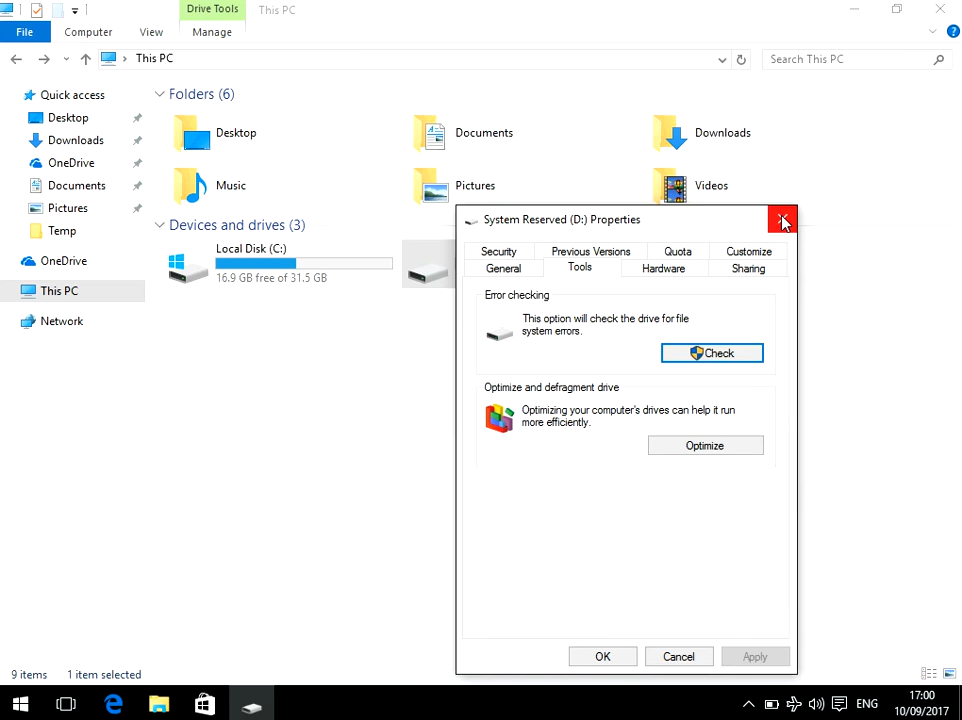 Drive Tools
This PC
File
Computer
View
Manage
This PC
Search This PC
Quick access
Desktop
Downloads
OneDrive
Documents
Pictures
Temp
OneDrive
This PC
Network
Folders (6)
Desktop
Documents
Downloads
Music
Pictures
Videos
Devices and drives (3)
Local Disk (C:)
16.9 GB free of 31.5 GB
System Reserved (D:) Properties
Security
Previous Versions
Quota
Customize
General
Tools
Hardware
Sharing
Error checking
This option will check the drive for file
system errors.
Check
Optimize and defragment drive
Optimizing your computer's drives can help it run
more efficiently.
Optimize
OK
Cancel
Apply
9 items
1 item selected
ENG
17:00
10/09/2017